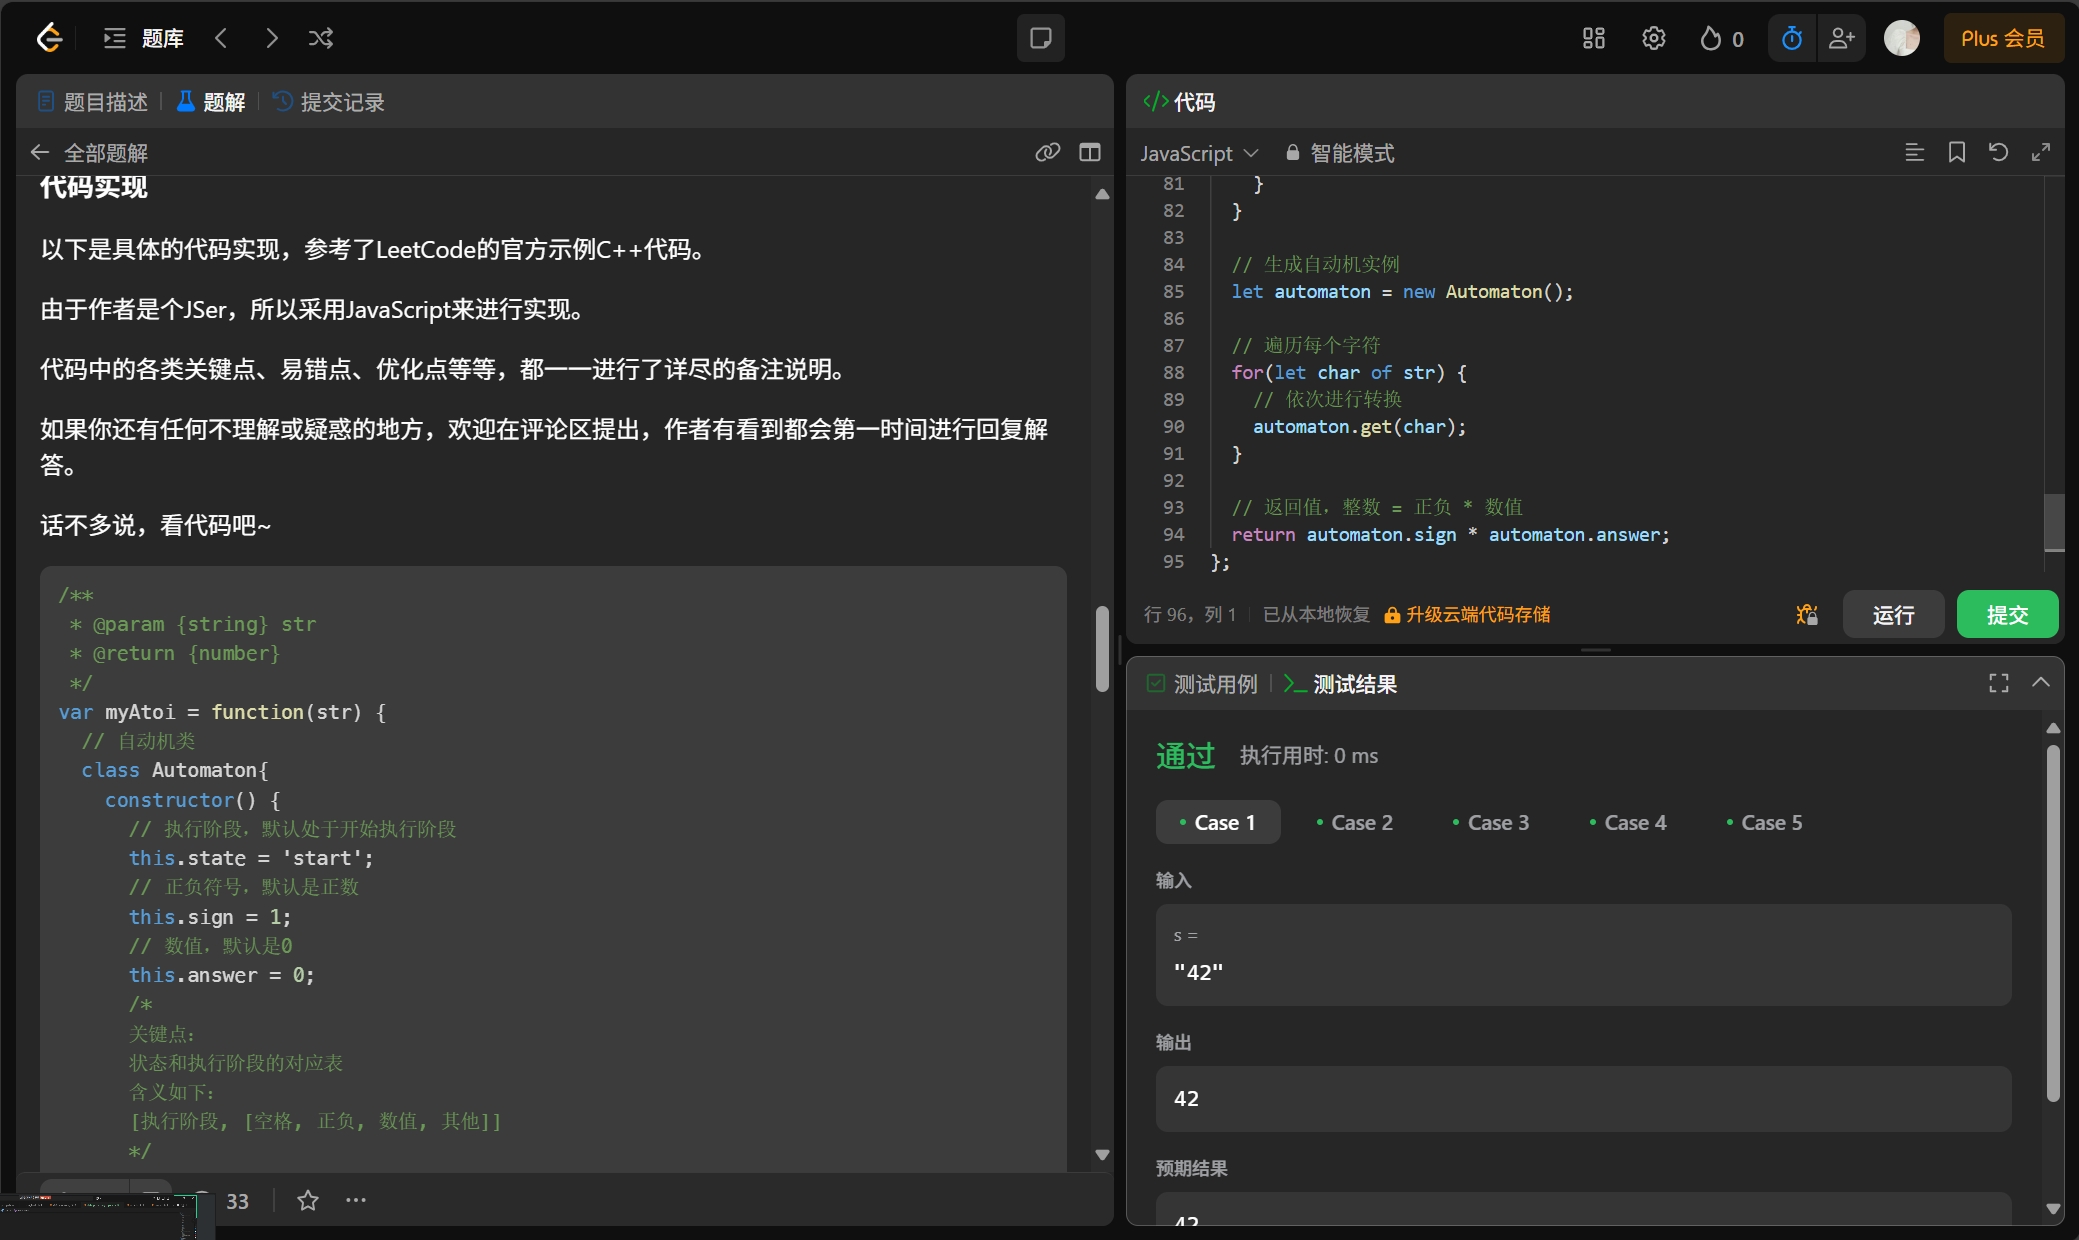 题库
0
Plus 会员
题目描述
题解
提交记录
全部题解
代码实现
以下是具体的代码实现，参考了LeetCode的官方示例C++代码。
由于作者是个JSer，所以采用JavaScript来进行实现。
代码中的各类关键点、易错点、优化点等等，都一一进行了详尽的备注说明。
如果你还有任何不理解或疑惑的地方，欢迎在评论区提出，作者有看到都会第一时间进行回复解
答。
话不多说，看代码吧~
/**
 * @param {string} str
 * @return {number}
 */
var myAtoi = function(str) {
  // 自动机类
  class Automaton{
    constructor() {
      // 执行阶段，默认处于开始执行阶段
      this.state = 'start';
      // 正负符号，默认是正数
      this.sign = 1;
      // 数值，默认是0
      this.answer = 0;
      /*
      关键点：
      状态和执行阶段的对应表
      含义如下：
      [执行阶段, [空格, 正负, 数值, 其他]]
      */
33
代码
JavaScript
智能模式
81     }
82   }
83
84   // 生成自动机实例
85   let automaton = new Automaton();
86
87   // 遍历每个字符
88   for(let char of str) {
89     // 依次进行转换
90     automaton.get(char);
91   }
92
93   // 返回值，整数 = 正负 * 数值
94   return automaton.sign * automaton.answer;
95 };
行 96，列 1
已从本地恢复
升级云端代码存储
运行
提交
测试用例
测试结果
通过
执行用时: 0 ms
Case 1
Case 2
Case 3
Case 4
Case 5
输入
s =
"42"
输出
42
预期结果
42